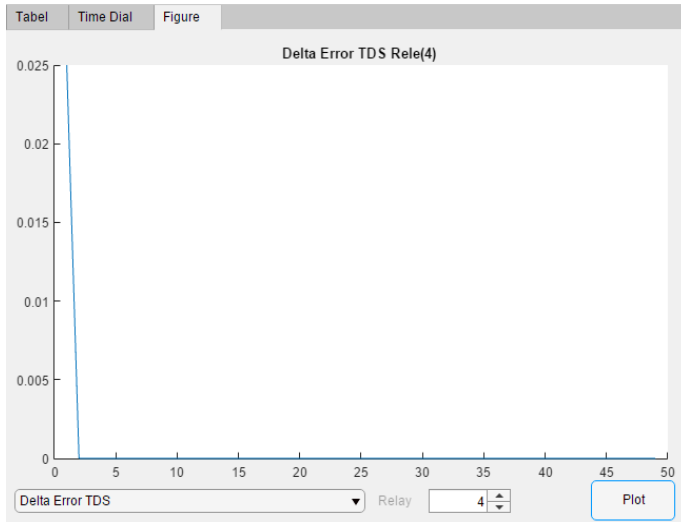 Tabel Time Dial Figure
Delta Error TDS Rele(4)
0.025
0.02
0.015
0.01
0.005
0
0 5 10 15 20 25 30 35 40 45 50
Delta Error TDS Relay 4 Plot